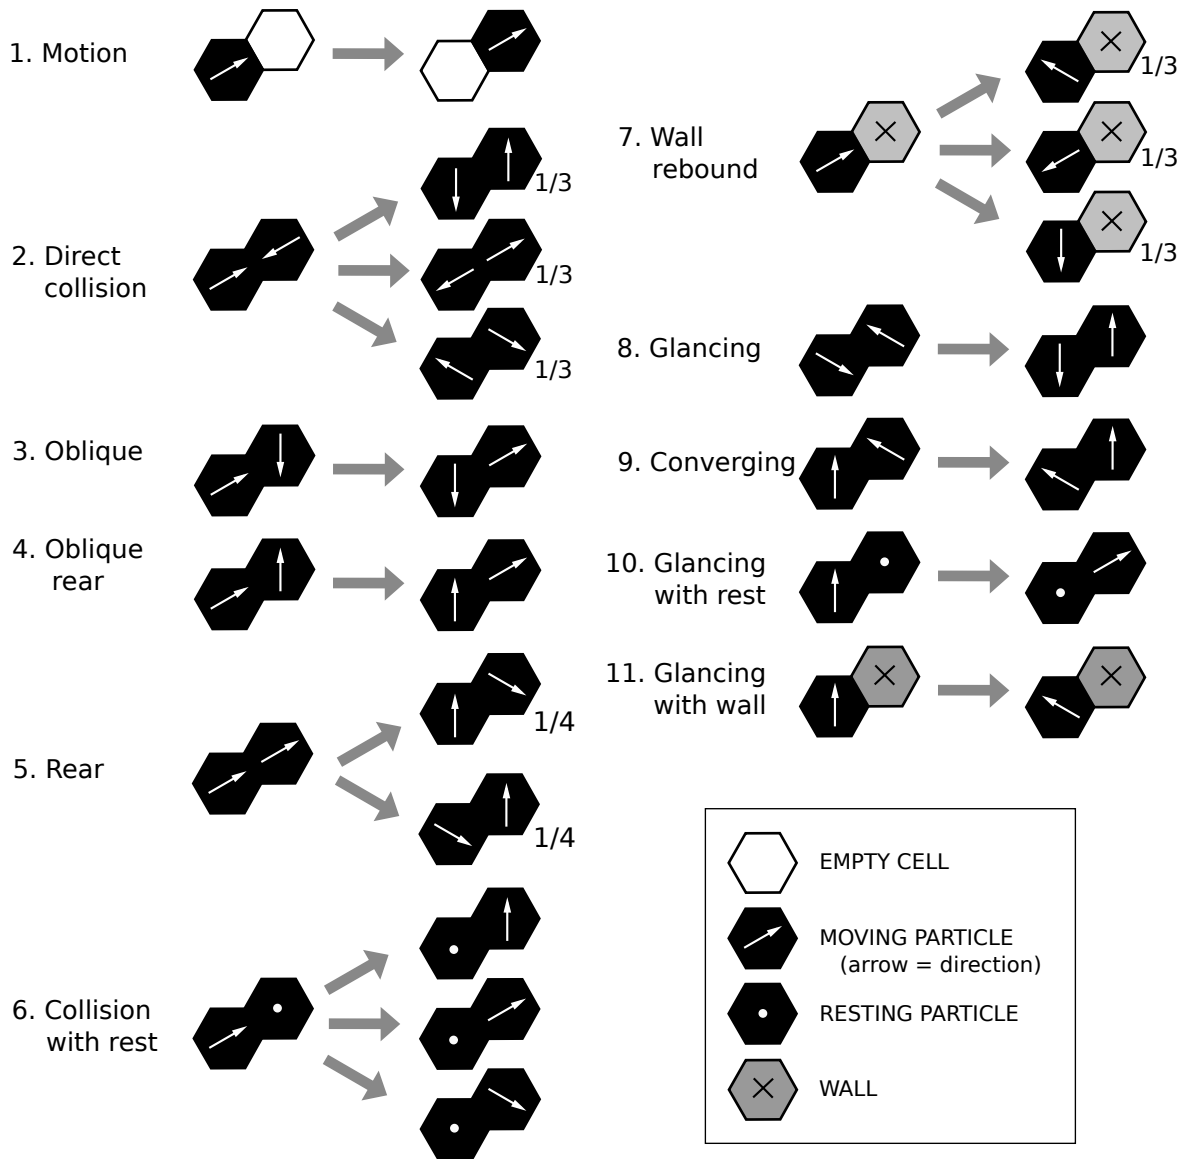 1. Motion
2. Direct
collision
1/3
1/3
1/3
3. Oblique
4. Oblique
rear
5. Rear
1/4
1/4
6. Collision
with rest
7. Wall
rebound
1/3
1/3
1/3
8. Glancing
9. Converging
10. Glancing
with rest
11. Glancing
with wall
EMPTY CELL
MOVING PARTICLE
(arrow = direction)
RESTING PARTICLE
WALL